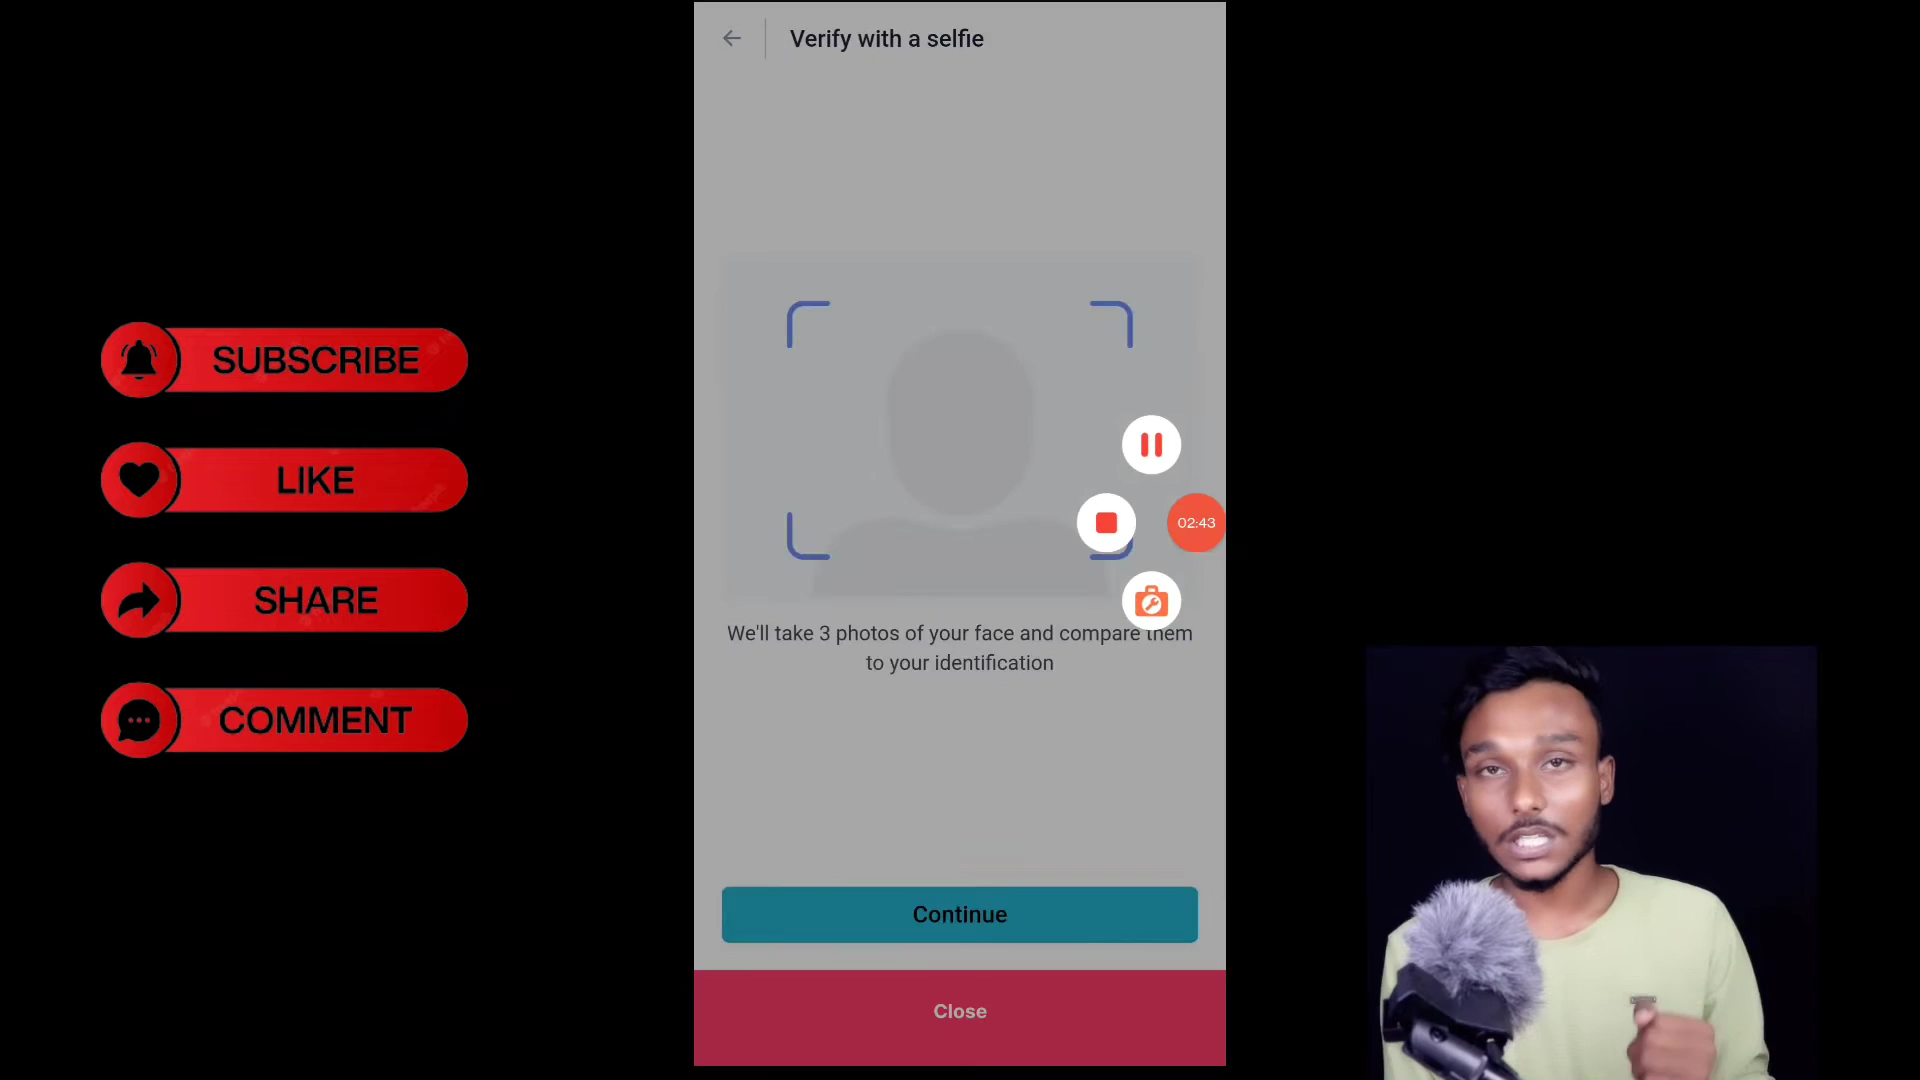 Verify with a selfie
SUBSCRIBE
LIKE
SHARE
COMMENT
02:43
We'll take 3 photos of your face and compare them
to your identification
Continue
Close